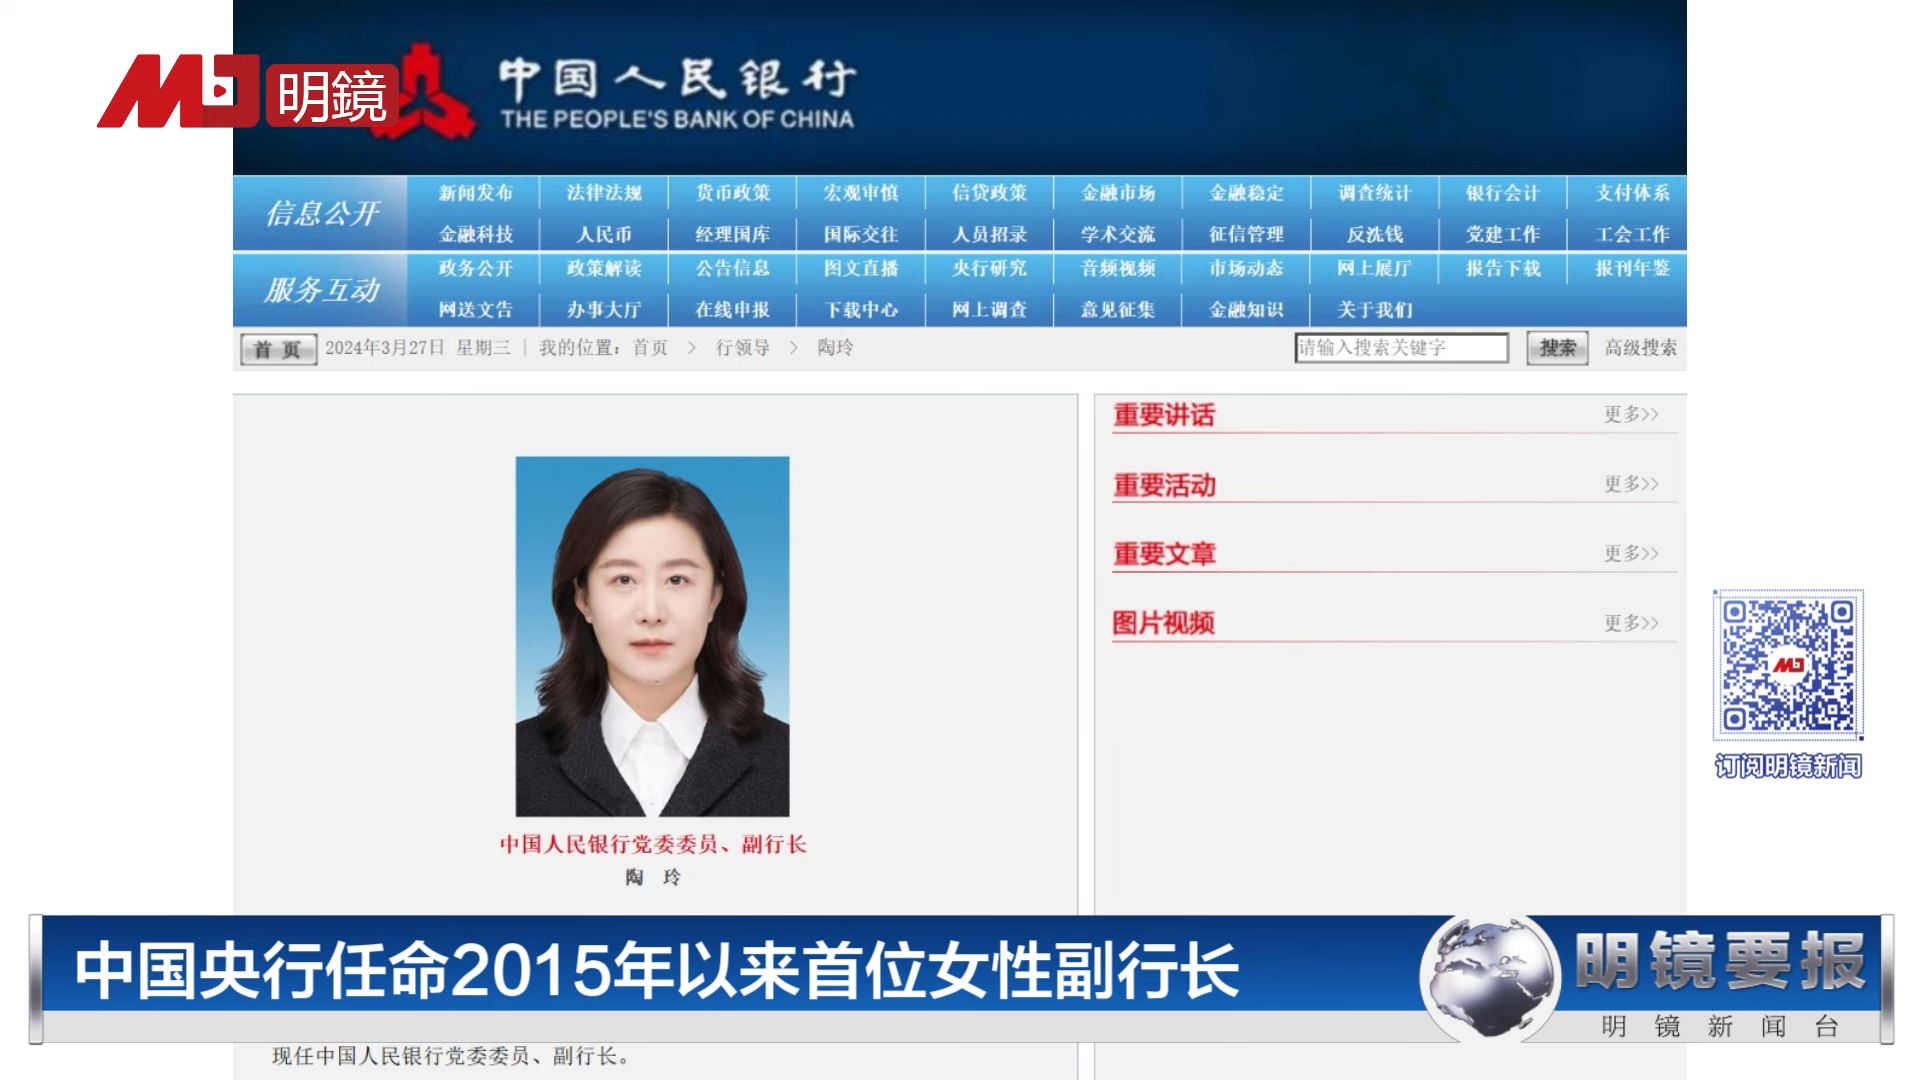 MJ 明鏡
中国人民银行
THE PEOPLE'S BANK OF CHINA
信息公开
新闻发布 法律法规 货币政策 宏观审慎 信贷政策 金融市场 金融稳定 调查统计 银行会计 支付体系
金融科技 人民币 经理国库 国际交往 人员招录 学术交流 征信管理 反洗钱 党建工作 工会工作
服务互动
政务公开 政策解读 公告信息 图文直播 央行研究 音频视频 市场动态 网上展厅 报告下载 报刊年鉴
网送文告 办事大厅 在线申报 下载中心 网上调查 意见征集 金融知识 关于我们
首 页 2024年3月27日 星期三 | 我的位置：首页 > 行领导 > 陶玲
请输入搜索关键字 搜索 高级搜索
重要讲话 更多>>
重要活动 更多>>
重要文章 更多>>
图片视频 更多>>
MJ
订阅明镜新闻
中国人民银行党委委员、副行长
陶 玲
中国央行任命2015年以来首位女性副行长
明镜要报
明镜新闻台
现任中国人民银行党委委员、副行长。